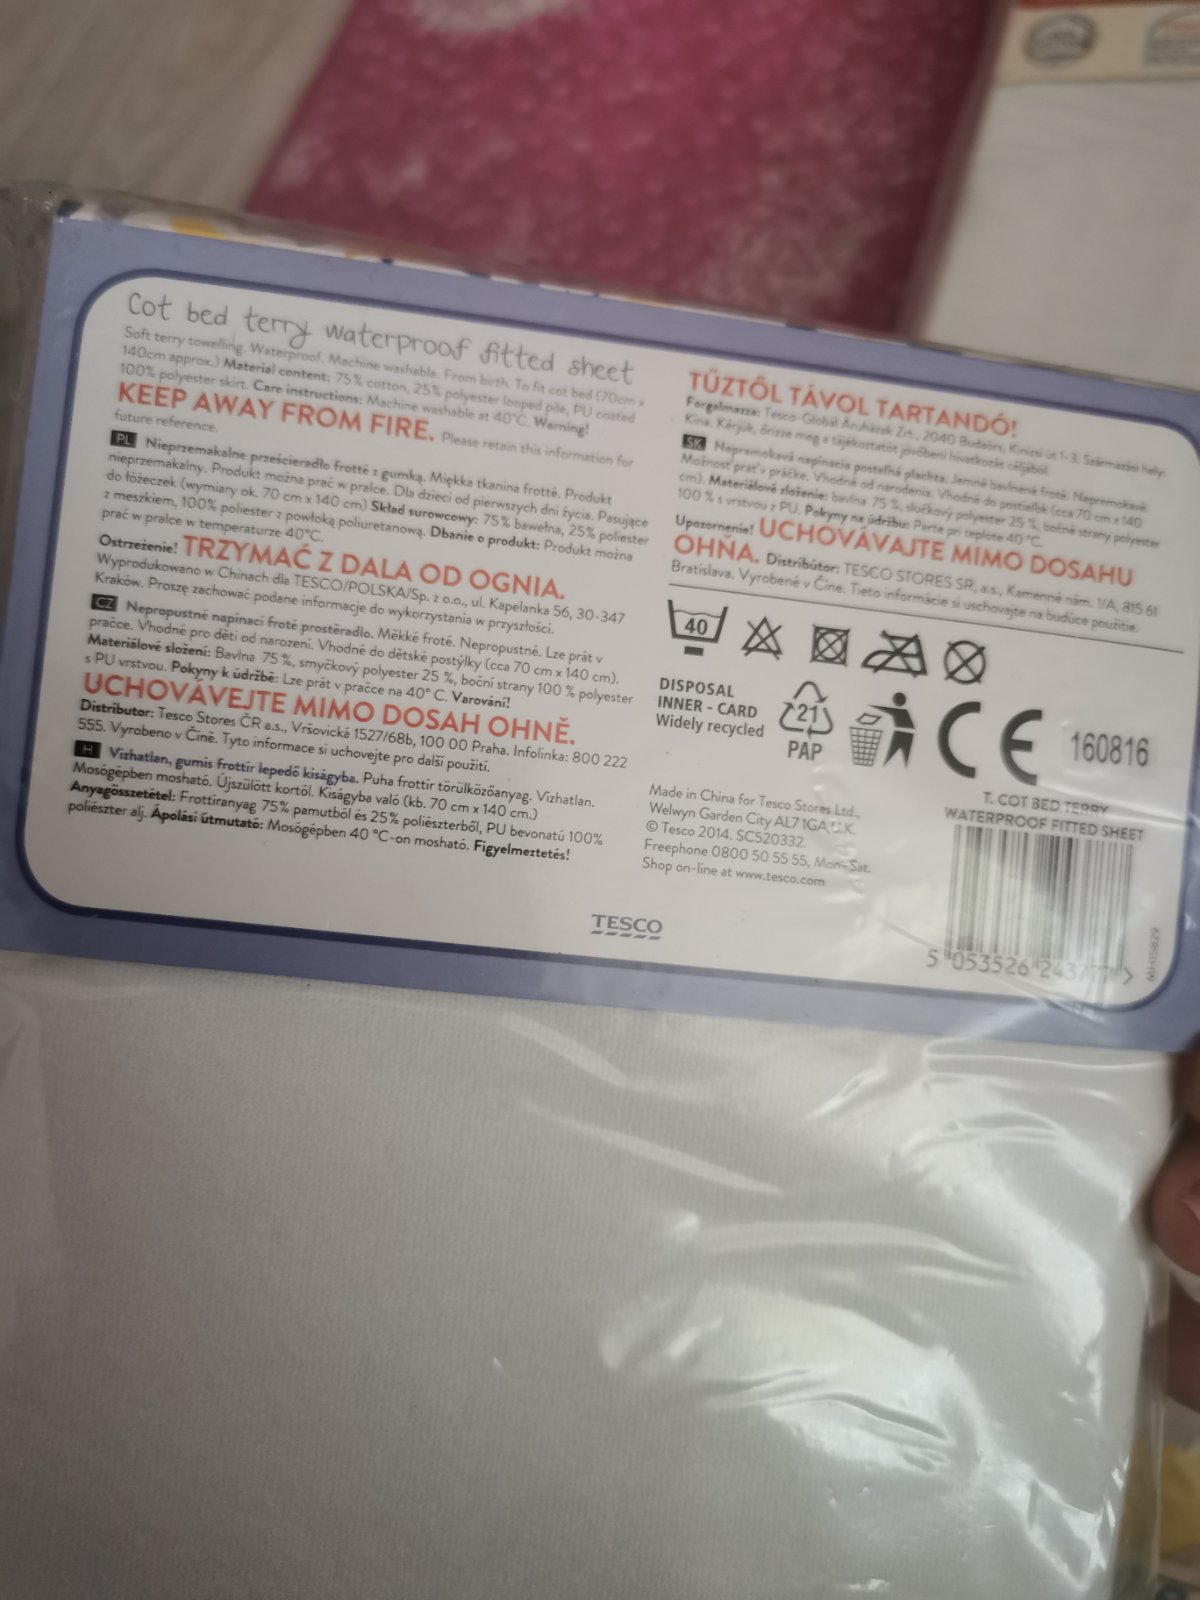 Cot bed terry waterproof fitted sheet
Soft terry towelling. Waterproof. Machine washable. From birth. To fit cot bed (70cm x
140cm approx.) Material content: 75% cotton, 25% polyester looped pile, PU coated
100% polyester skirt. Care instructions: Machine washable at 40°C. Warning!
KEEP AWAY FROM FIRE. Please retain this information for
future reference.
PL Nieprzemakalne prześcieradło frotté z gumką. Miękka tkanina frotté. Produkt
nieprzemakalny. Produkt można prać w pralce. Dla dzieci od pierwszych dni życia. Pasujące
do łóżeczek (wymiary ok. 70 cm x 140 cm) Skład surowcowy: 75% bawełna, 25% poliester
z meszkiem, 100% poliester z powłoką poliuretanową. Dbanie o produkt: Produkt można
prać w pralce w temperaturze 40°C.
Ostrzeżenie! TRZYMAĆ Z DALA OD OGNIA.
Wyprodukowano w Chinach dla TESCO/POLSKA/Sp. z o.o., ul. Kapelanka 56, 30-347
Kraków. Proszę zachować podane informacje do wykorzystania w przyszłości.
CZ Nepropustné napínací froté prostěradlo. Měkké froté. Nepropustné. Lze prát v
pračce. Vhodné pro děti od narození. Vhodné do dětské postýlky (cca 70 cm x 140 cm).
Materiálové složení: Bavlna 75 %, smyčkový polyester 25 %, boční strany 100 % polyester
s PU vrstvou. Pokyny k údržbě: Lze prát v pračce na 40° C. Varování!
UCHOVÁVEJTE MIMO DOSAH OHNĚ.
Distributor: Tesco Stores ČR a.s., Vršovická 1527/68b, 100 00 Praha. Infolinka: 800 222
555. Vyrobeno v Číně. Tyto informace si uchovejte pro další použití.
H Vízhatlan, gumis frottír lepedő kiságyba. Puha frottír törülközőanyag. Vízhatlan.
Mosógépben mosható. Újszülött kortól. Kiságyba való (kb. 70 cm x 140 cm.)
Anyagösszetétel: Frottíranyag 75% pamutból és 25% poliészterből, PU bevonatú 100%
poliészter alj. Ápolási útmutató: Mosógépben 40 °C-on mosható. Figyelmeztetés!
TŰZTŐL TÁVOL TARTANDÓ!
Forgalmazza: Tesco-Globál Áruházak Zrt., 2040 Budaörs, Kinizsi út 1-3. Származási hely:
Kína. Kérjük, őrizze meg a tájékoztatót jövőbeni hivatkozás céljából.
SK Nepremokavá napínacia posteľná plachta. Jemné bavlnené froté. Nepremokavé.
Možnosť prať v práčke. Vhodné od narodenia. Vhodné do postieľok (cca 70 cm x 140
cm). Materiálové zloženie: bavlna 75 %, slučkový polyester 25 %, bočné strany polyester
100 % s vrstvou z PU. Pokyny na údržbu: Perte pri teplote 40 °C.
Upozornenie! UCHOVÁVAJTE MIMO DOSAHU
OHŇA. Distribútor: TESCO STORES SR, a.s., Kamenné nám. 1/A, 815 61
Bratislava. Vyrobené v Číne. Tieto informácie si uschovajte na budúce použitie.
40
DISPOSAL
INNER - CARD
Widely recycled
21
PAP
CE
160816
Made in China for Tesco Stores Ltd.,
Welwyn Garden City AL7 1GA, U.K.
© Tesco 2014. SC520332.
Freephone 0800 50 55 55, Mon-Sat.
Shop on-line at www.tesco.com
T. COT BED TERRY
WATERPROOF FITTED SHEET
5 053526 243777 >
MH15829
TESCO